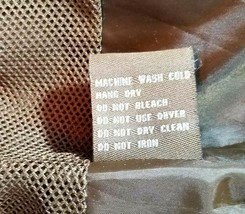 MACHINE WASH COLD
HANG DRY
DO NOT BLEACH
DO NOT USE DRYER
DO NOT DRY CLEAN
DO NOT IRON